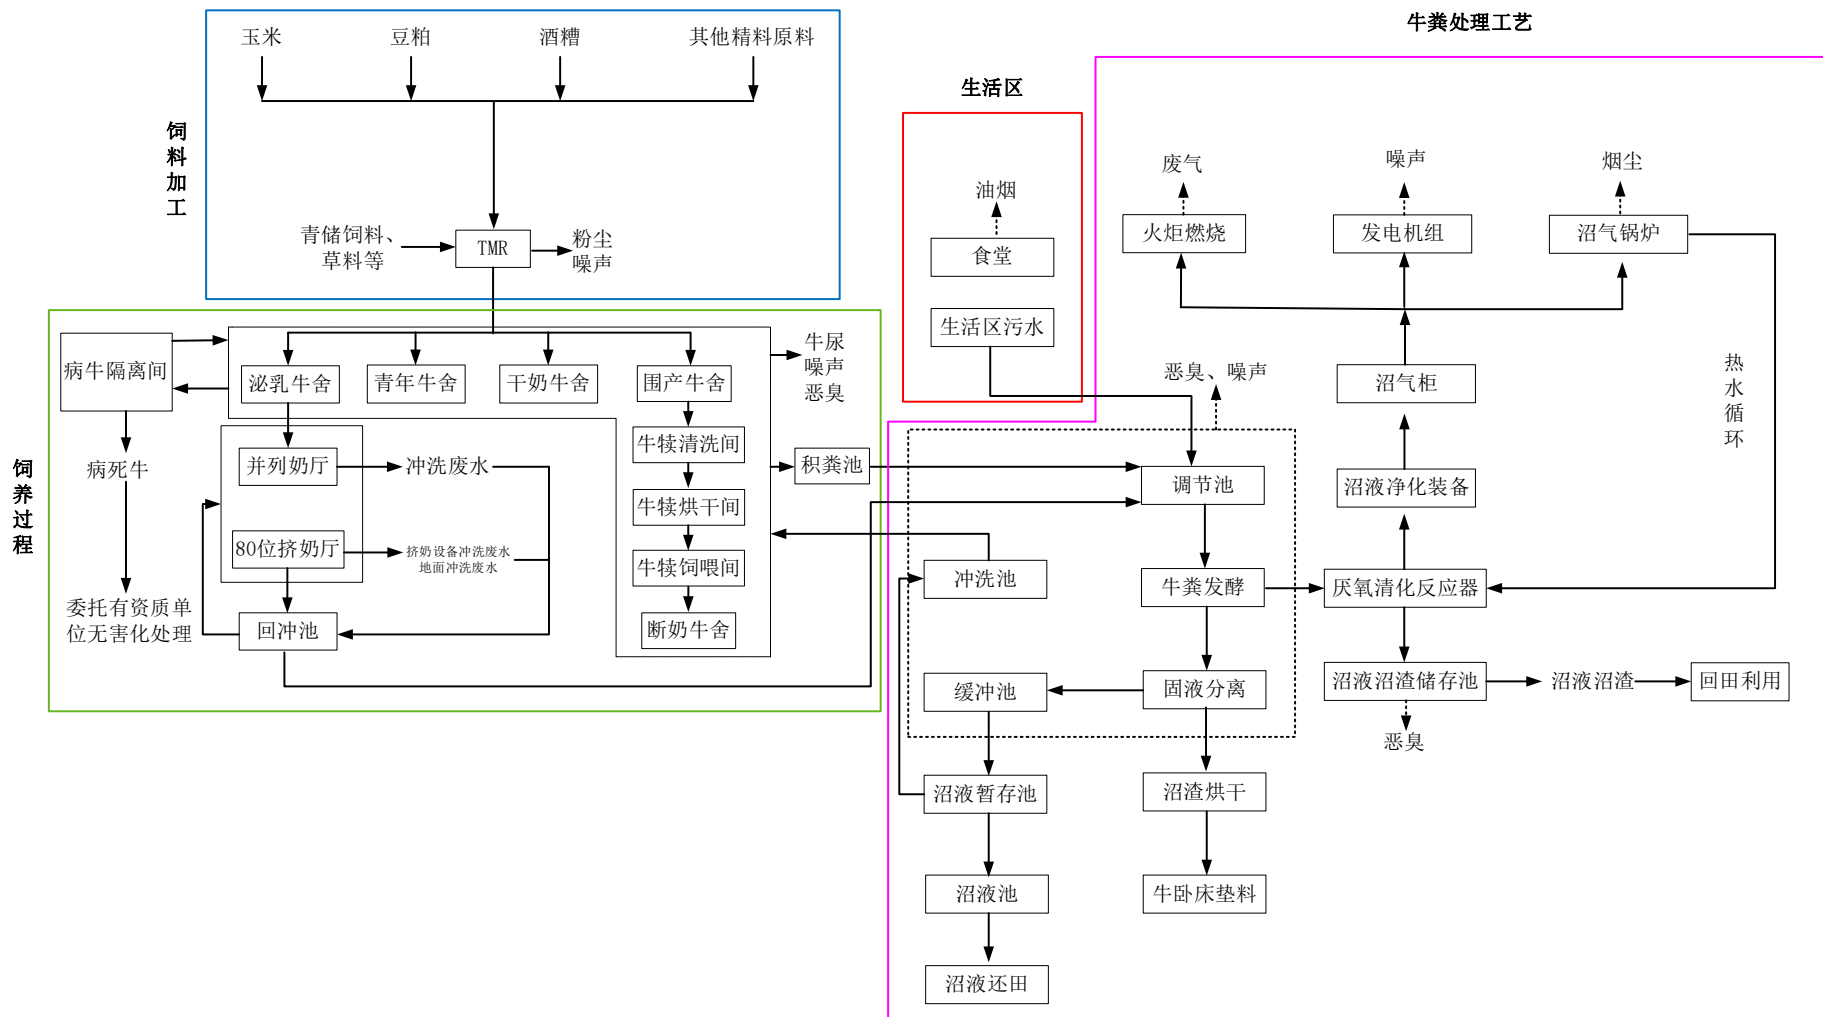 牛粪处理工艺
玉米
豆粕
酒糟
其他精料原料
生活区
饲料加工
废气
噪声
烟尘
油烟
火炬燃烧
发电机组
沼气锅炉
食堂
青储饲料、
草料等
TMR
粉尘
噪声
生活区污水
病牛隔离间
泌乳牛舍
青年牛舍
干奶牛舍
围产牛舍
牛尿
噪声
恶臭
恶臭、噪声
沼气柜
热水循环
饲养过程
病死牛
并列奶厅
冲洗废水
牛犊清洗间
积粪池
调节池
沼液净化装备
牛犊烘干间
80位挤奶厅
挤奶设备冲洗废水
地面冲洗废水
牛犊饲喂间
冲洗池
牛粪发酵
厌氧清化反应器
委托有资质单
位无害化处理
回冲池
断奶牛舍
缓冲池
固液分离
沼液沼渣储存池
沼液沼渣
回田利用
恶臭
沼液暂存池
沼渣烘干
沼液池
牛卧床垫料
沼液还田